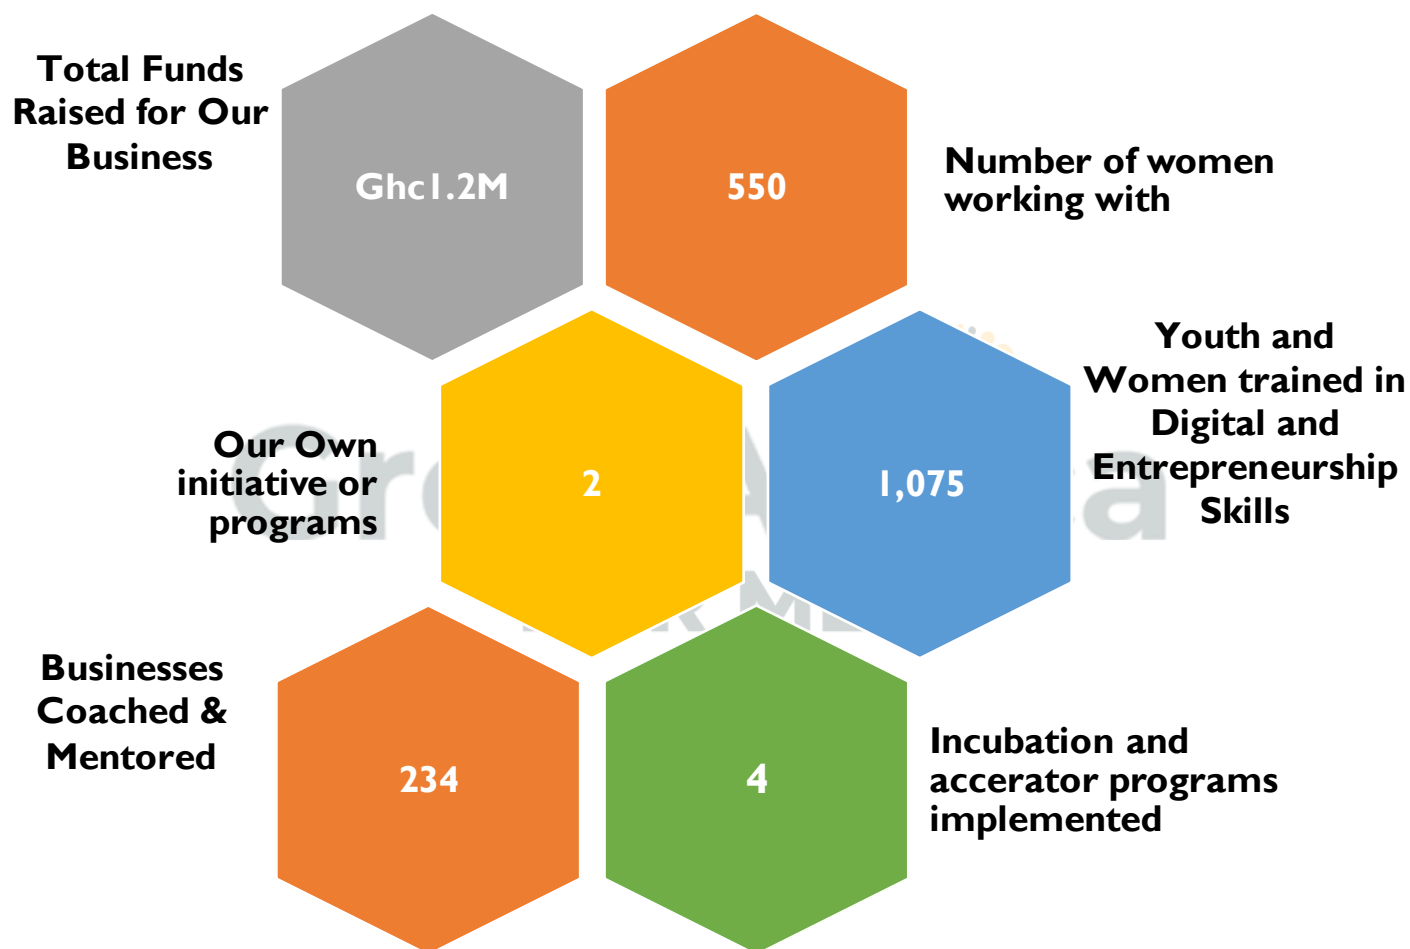 Total Funds
Raised for Our
Business
Ghc1.2M
550
Number of women
working with
Our Own
initiative or
programs
2
1,075
Youth and
Women trained in
Digital and
Entrepreneurship
Skills
Businesses
Coached &
Mentored
234
4
Incubation and
accerator programs
implemented